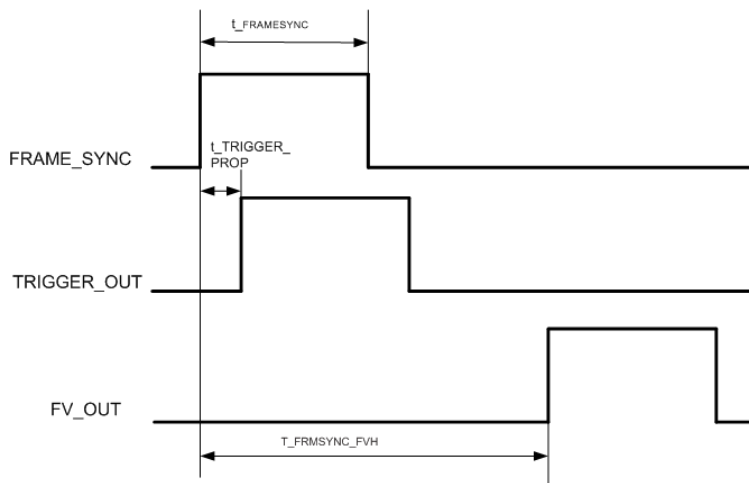 t_FRAMESYNC
FRAME_SYNC
t_TRIGGER_
PROP
TRIGGER_OUT
FV_OUT
T_FRMSYNC_FVH